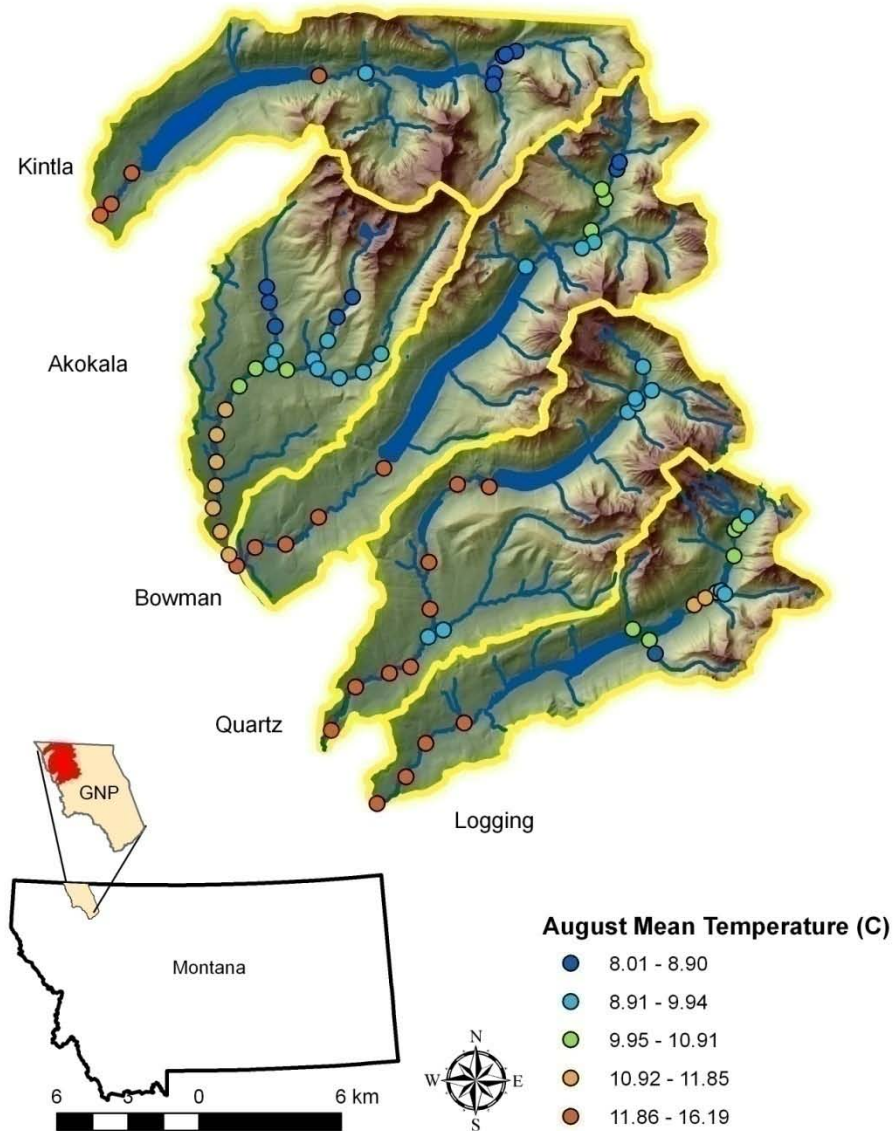 Kintla
Akokala
Bowman
Quartz
Logging
GNP
Montana
August Mean Temperature (C)
8.01 - 8.90
8.91 - 9.94
9.95 - 10.91
10.92 - 11.85
11.86 - 16.19
N
W E
S
6 3 0 6 km